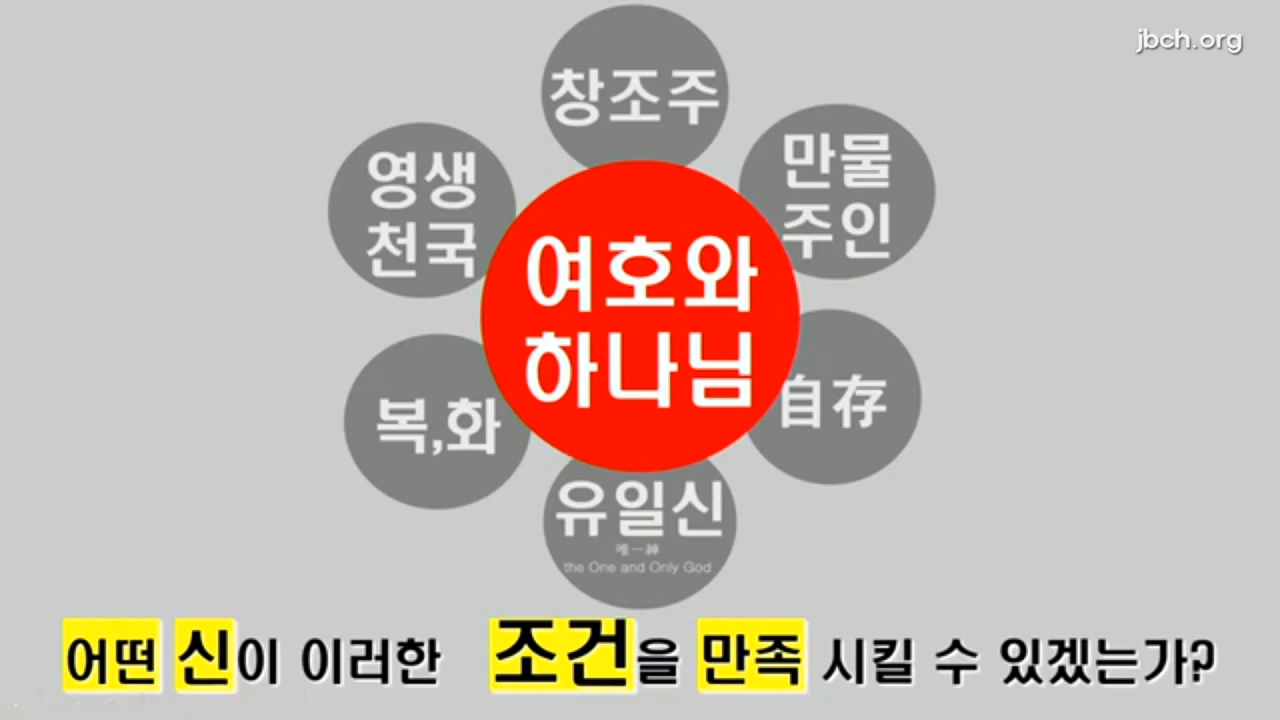 jbch.org
창조주
만물
주인
영생
천국
여호와
하나님
自存
복,화
유일신
唯一神
the One and Only God
어떤 신이 이러한 조건을 만족 시킬 수 있겠는가?